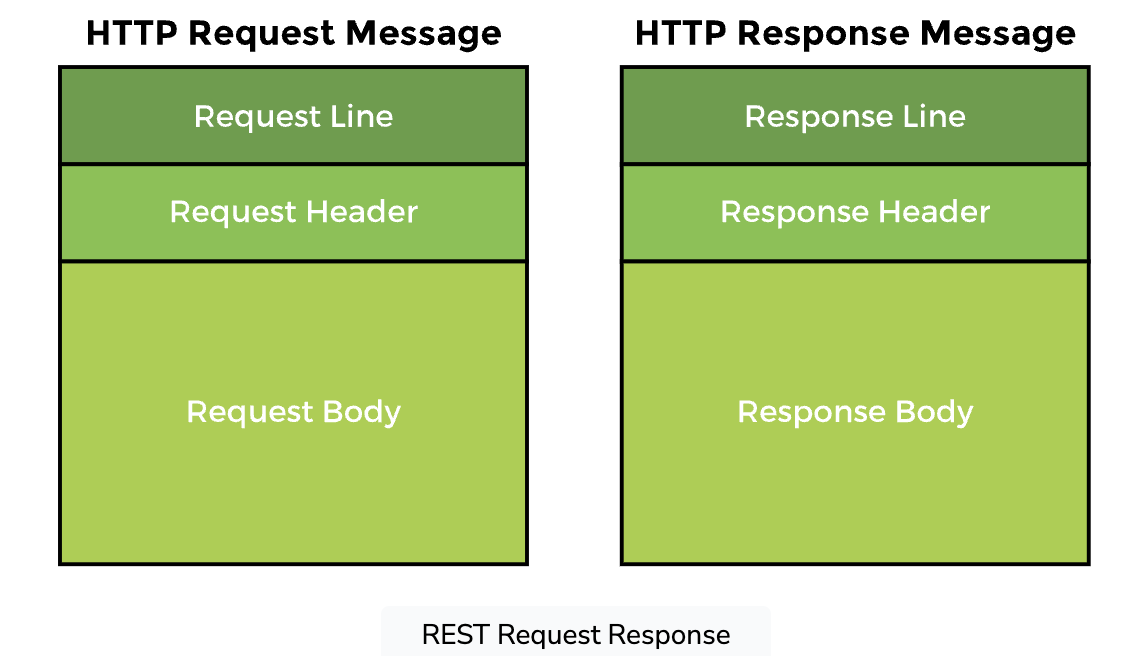 HTTP Request Message
Request Line
Request Header
Request Body
HTTP Response Message
Response Line
Response Header
Response Body
REST Request Response